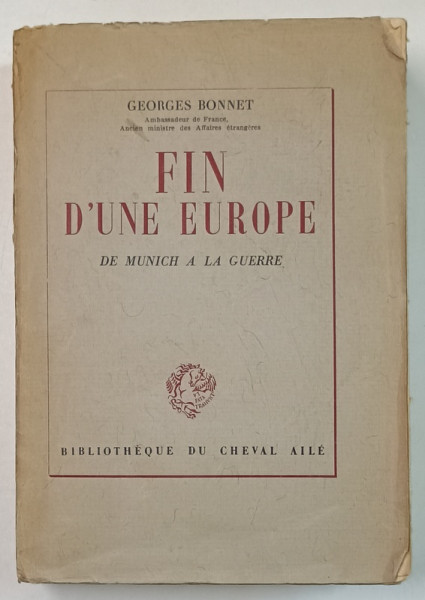 GEORGES BONNET
Ambassadeur de France,
Ancien ministre des Affaires étrangères
FIN
D'UNE EUROPE
DE MUNICH A LA GUERRE
BIBLIOTHÈQUE DU CHEVAL AILÉ